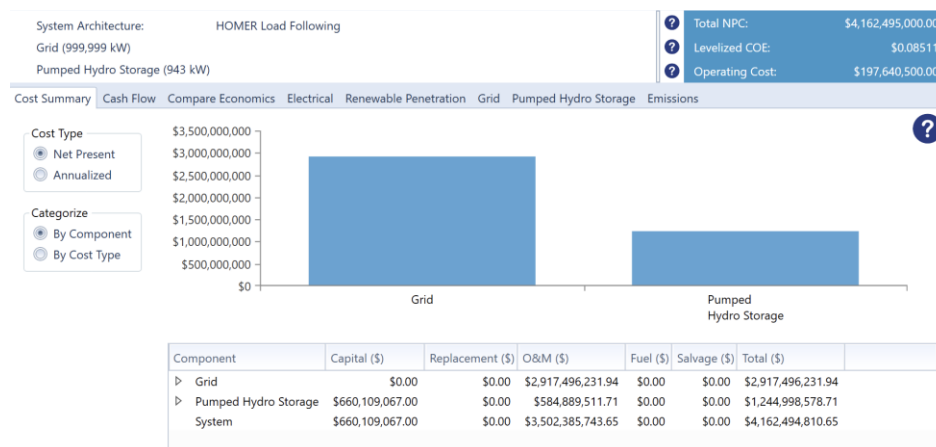 System Architecture: HOMER Load Following
Grid (999,999 kW)
Pumped Hydro Storage (943 kW)
? Total NPC: $4,162,495,000.00
? Levelized COE: $0.08511
? Operating Cost: $197,640,500.00
Cost Summary Cash Flow Compare Economics Electrical Renewable Penetration Grid Pumped Hydro Storage Emissions
?
Cost Type
Net Present
Annualized
Categorize
By Component
By Cost Type
$3,500,000,000
$3,000,000,000
$2,500,000,000
$2,000,000,000
$1,500,000,000
$1,000,000,000
$500,000,000
$0
Grid
Pumped
Hydro Storage
Component Capital ($) Replacement ($) O&M ($) Fuel ($) Salvage ($) Total ($)
Grid $0.00 $0.00 $2,917,496,231.94 $0.00 $0.00 $2,917,496,231.94
Pumped Hydro Storage $660,109,067.00 $0.00 $584,889,511.71 $0.00 $0.00 $1,244,998,578.71
System $660,109,067.00 $0.00 $3,502,385,743.65 $0.00 $0.00 $4,162,494,810.65